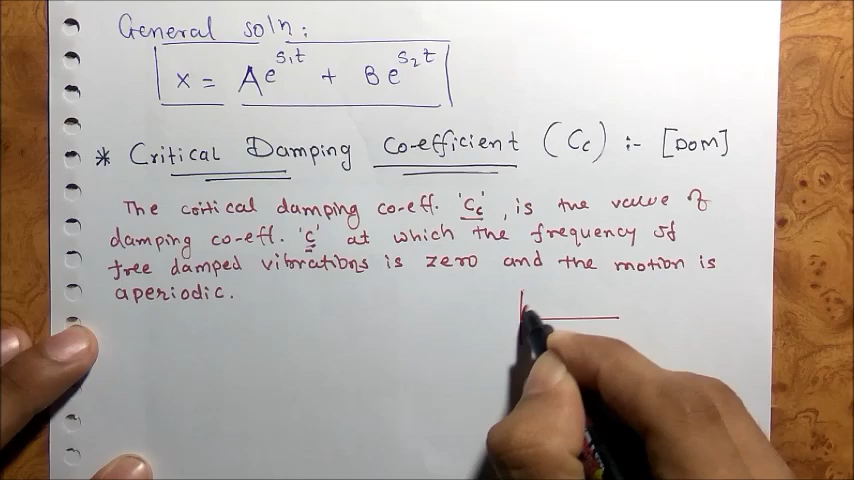 General soln:
x = Ae^{s₁t} + Be^{s₂t}
* Critical Damping Co-efficient (Cc) :- [DOM]
The critical damping co-eff. 'Cc', is the value of
damping co-eff. 'c' at which the frequency of
free damped vibrations is zero and the motion is
aperiodic.